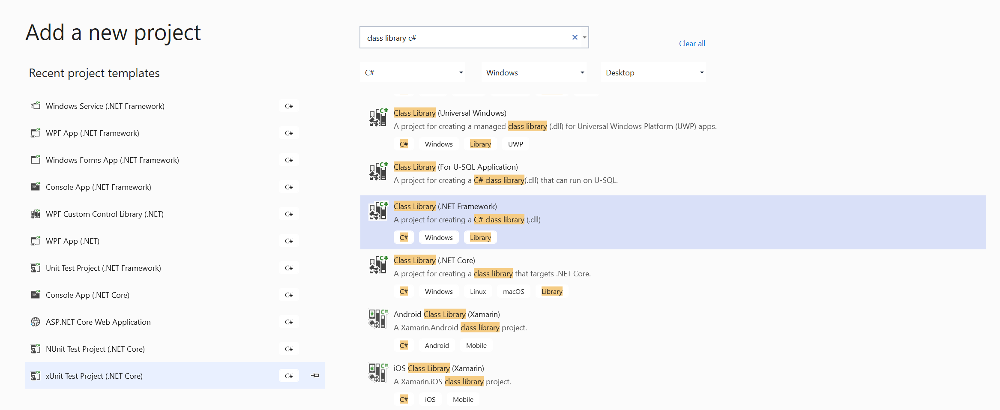 Add a new project
Recent project templates
Windows Service (.NET Framework) C#
WPF App (.NET Framework) C#
Windows Forms App (.NET Framework) C#
Console App (.NET Framework) C#
WPF Custom Control Library (.NET) C#
WPF App (.NET) C#
Unit Test Project (.NET Framework) C#
Console App (.NET Core) C#
ASP.NET Core Web Application C#
NUnit Test Project (.NET Core) C#
xUnit Test Project (.NET Core) C#
class library c#
Clear all
C# Windows Desktop
Class Library (Universal Windows)
A project for creating a managed class library (.dll) for Universal Windows Platform (UWP) apps.
C# Windows Library UWP
Class Library (For U-SQL Application)
A project for creating a C# class library(.dll) that can run on U-SQL.
Class Library (.NET Framework)
A project for creating a C# class library (.dll)
C# Windows Library
Class Library (.NET Core)
A project for creating a class library that targets .NET Core.
C# Windows Linux macOS Library
Android Class Library (Xamarin)
A Xamarin.Android class library project.
C# Android Mobile
iOS Class Library (Xamarin)
A Xamarin.iOS class library project.
C# iOS Mobile